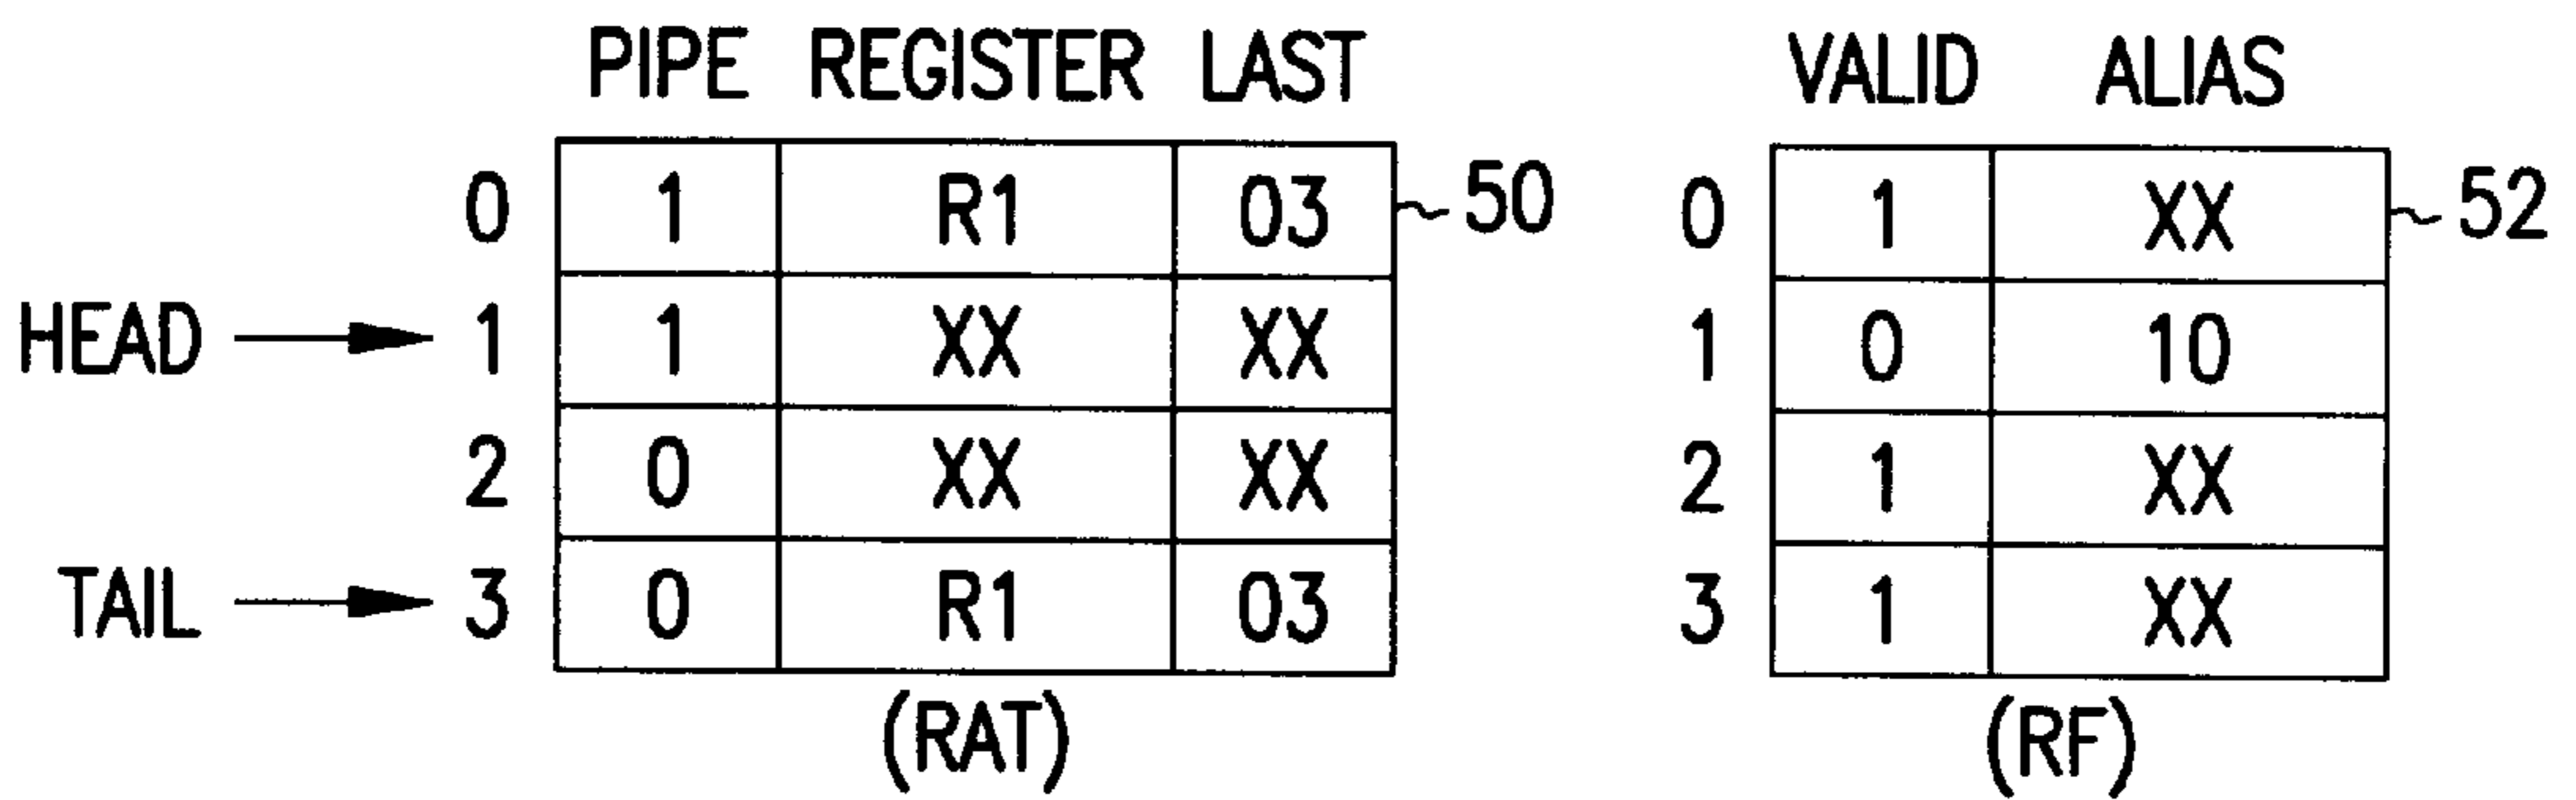 PIPE REGISTER LAST VALID ALIAS
0 1 R1 03 50 0 1 XX 52
HEAD 1 1 XX XX 1 0 10
2 0 XX XX 2 1 XX
TAIL 3 0 R1 03 3 1 XX
(RAT) (RF)